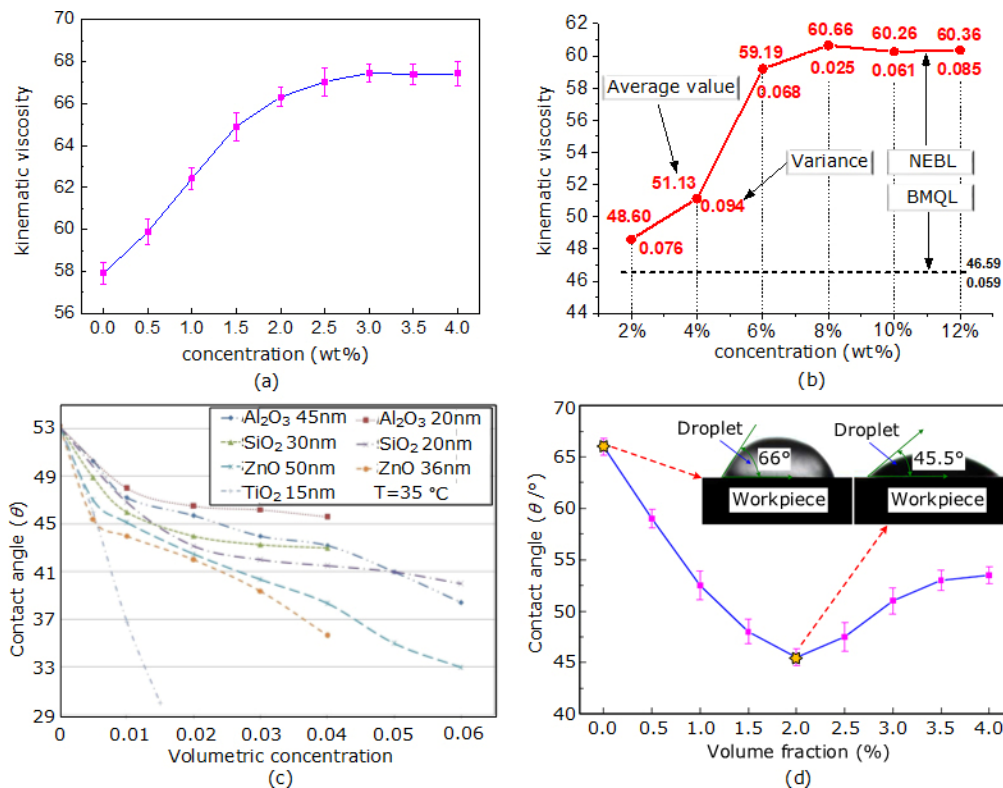 70
68
66
64
62
60
58
56
kinematic viscosity
0.0 0.5 1.0 1.5 2.0 2.5 3.0 3.5 4.0
concentration (wt%)
(a)
62
60
58
56
54
52
50
48
46
44
kinematic viscosity
48.60
0.076
51.13
0.094
59.19
0.068
60.66
0.025
60.26
0.061
60.36
0.085
Average value
Variance
NEBL
BMQL
46.59
0.059
2% 4% 6% 8% 10% 12%
concentration (wt%)
(b)
53
49
45
41
37
33
29
Contact angle (θ)
Al₂O₃ 45nm Al₂O₃ 20nm
SiO₂ 30nm SiO₂ 20nm
ZnO 50nm ZnO 36nm
TiO₂ 15nm T=35 °C
0 0.01 0.02 0.03 0.04 0.05 0.06
Volumetric concentration
(c)
70
65
60
55
50
45
40
Contact angle (θ/°)
Droplet
66°
Workpiece
Droplet
45.5°
Workpiece
0.0 0.5 1.0 1.5 2.0 2.5 3.0 3.5 4.0
Volume fraction (%)
(d)